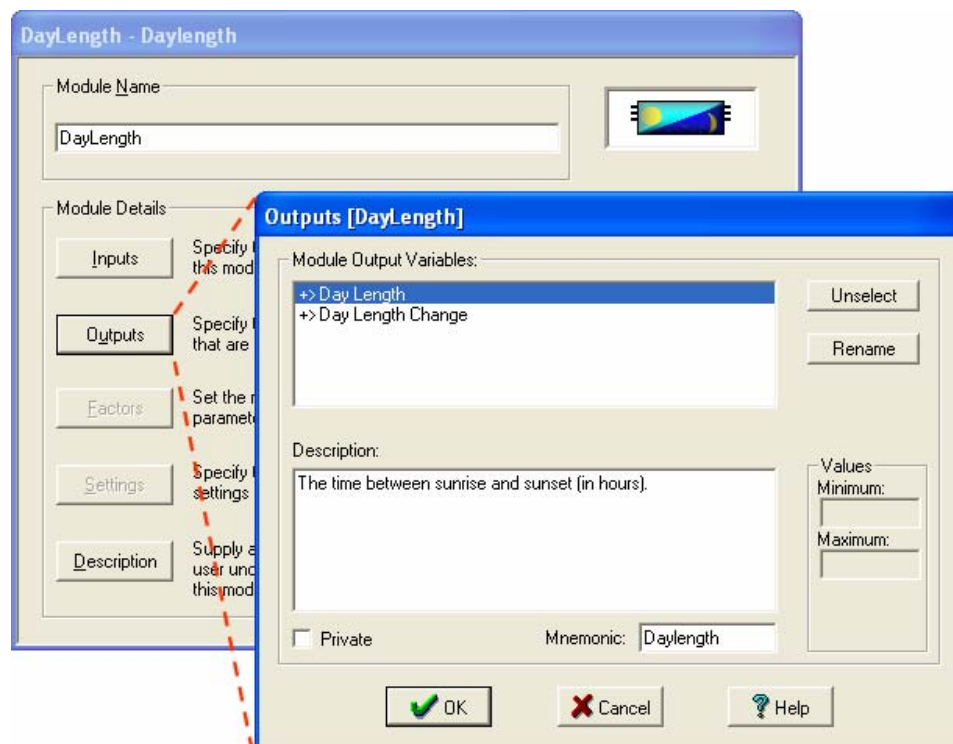 DayLength - Daylength
Module Name
DayLength
Module Details
Inputs
Specify
this mod
Outputs
Specify
that are
Factors
Set the
paramet
Settings
Specify
settings
Description
Supply a
user und
this mod
Outputs [DayLength]
Module Output Variables:
+> Day Length
+> Day Length Change
Unselect
Rename
Description:
The time between sunrise and sunset (in hours).
Values
Minimum:
Maximum:
Private
Mnemonic: Daylength
OK
Cancel
? Help